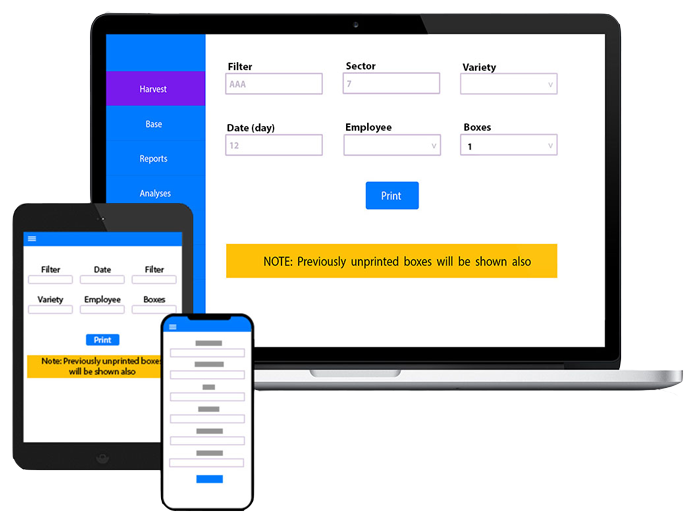 Filter Sector Variety
Harvest
AAA 7 v
Base
Date (day) Employee Boxes
12 v 1 v
Reports
Analyses
Print
NOTE: Previously unprinted boxes will be shown also
Filter Date Filter
Variety Employee Boxes
Print
Note: Previously unprinted boxes
will be shown also